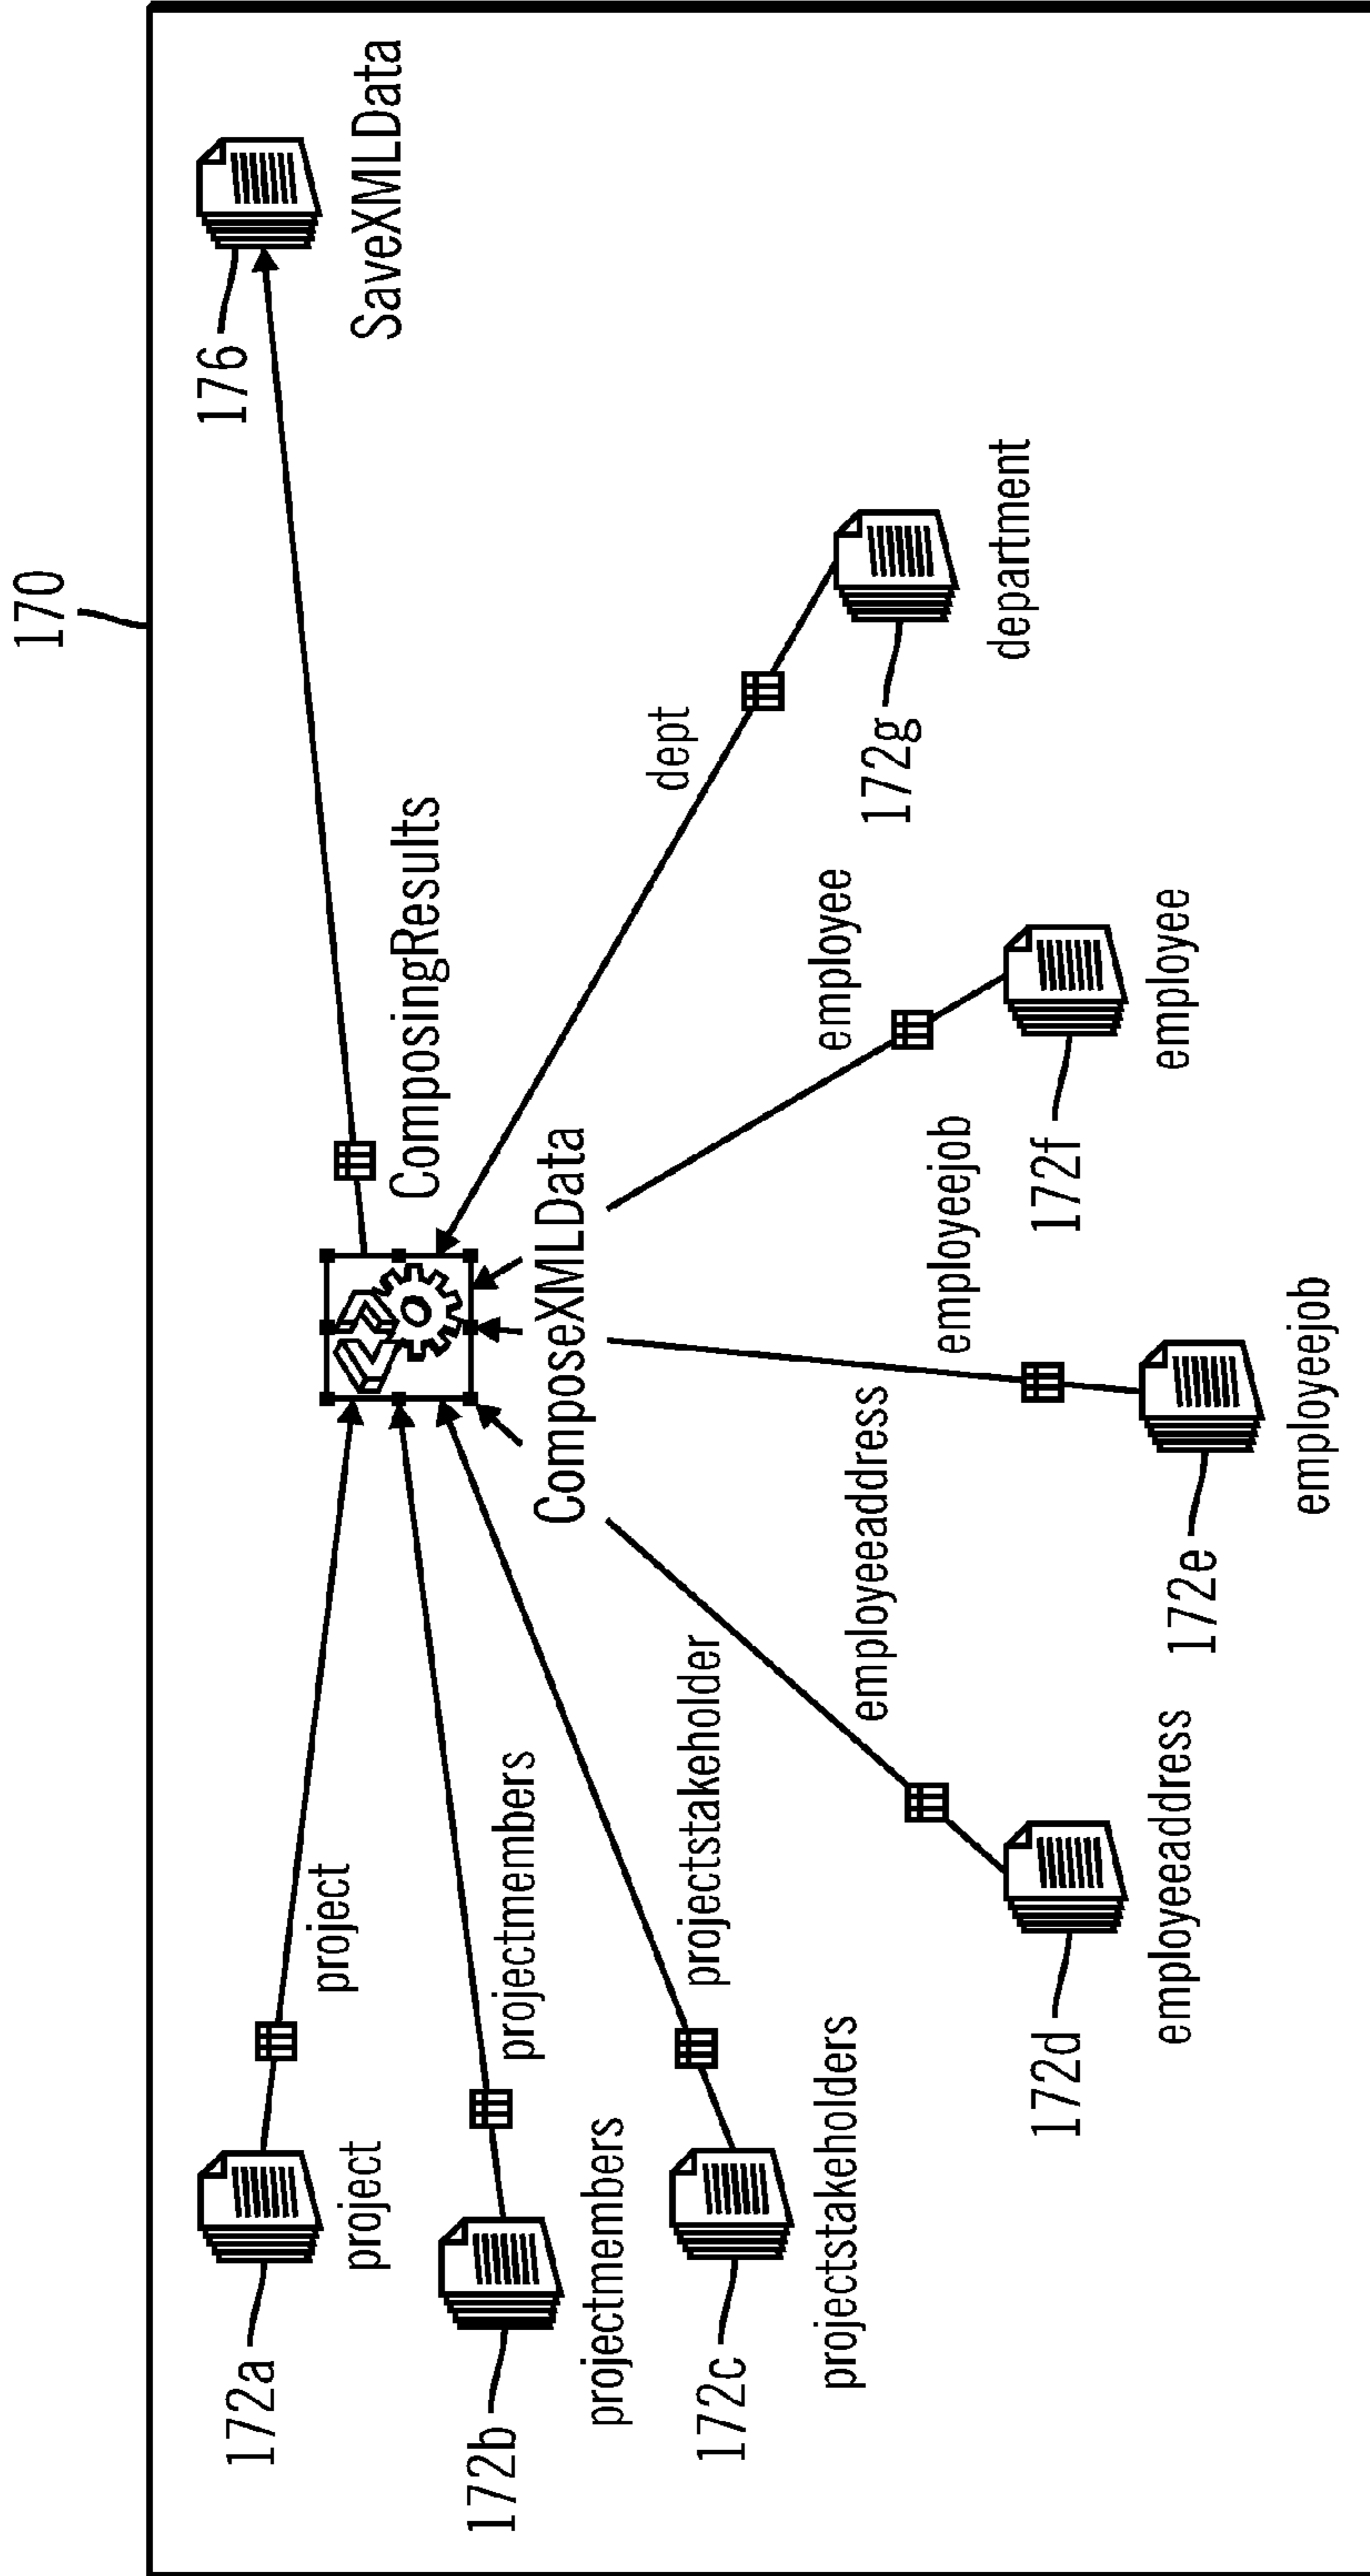 170
172a
project
project
176
SaveXMLData
172b
projectmembers
projectmembers
ComposingResults
172c
projectstakeholders
projectstakeholder
ComposeXMLData
dept
172g
department
172d
employeeaddress
employeeaddress
172e
employeejob
employeejob
172f
employee
employee